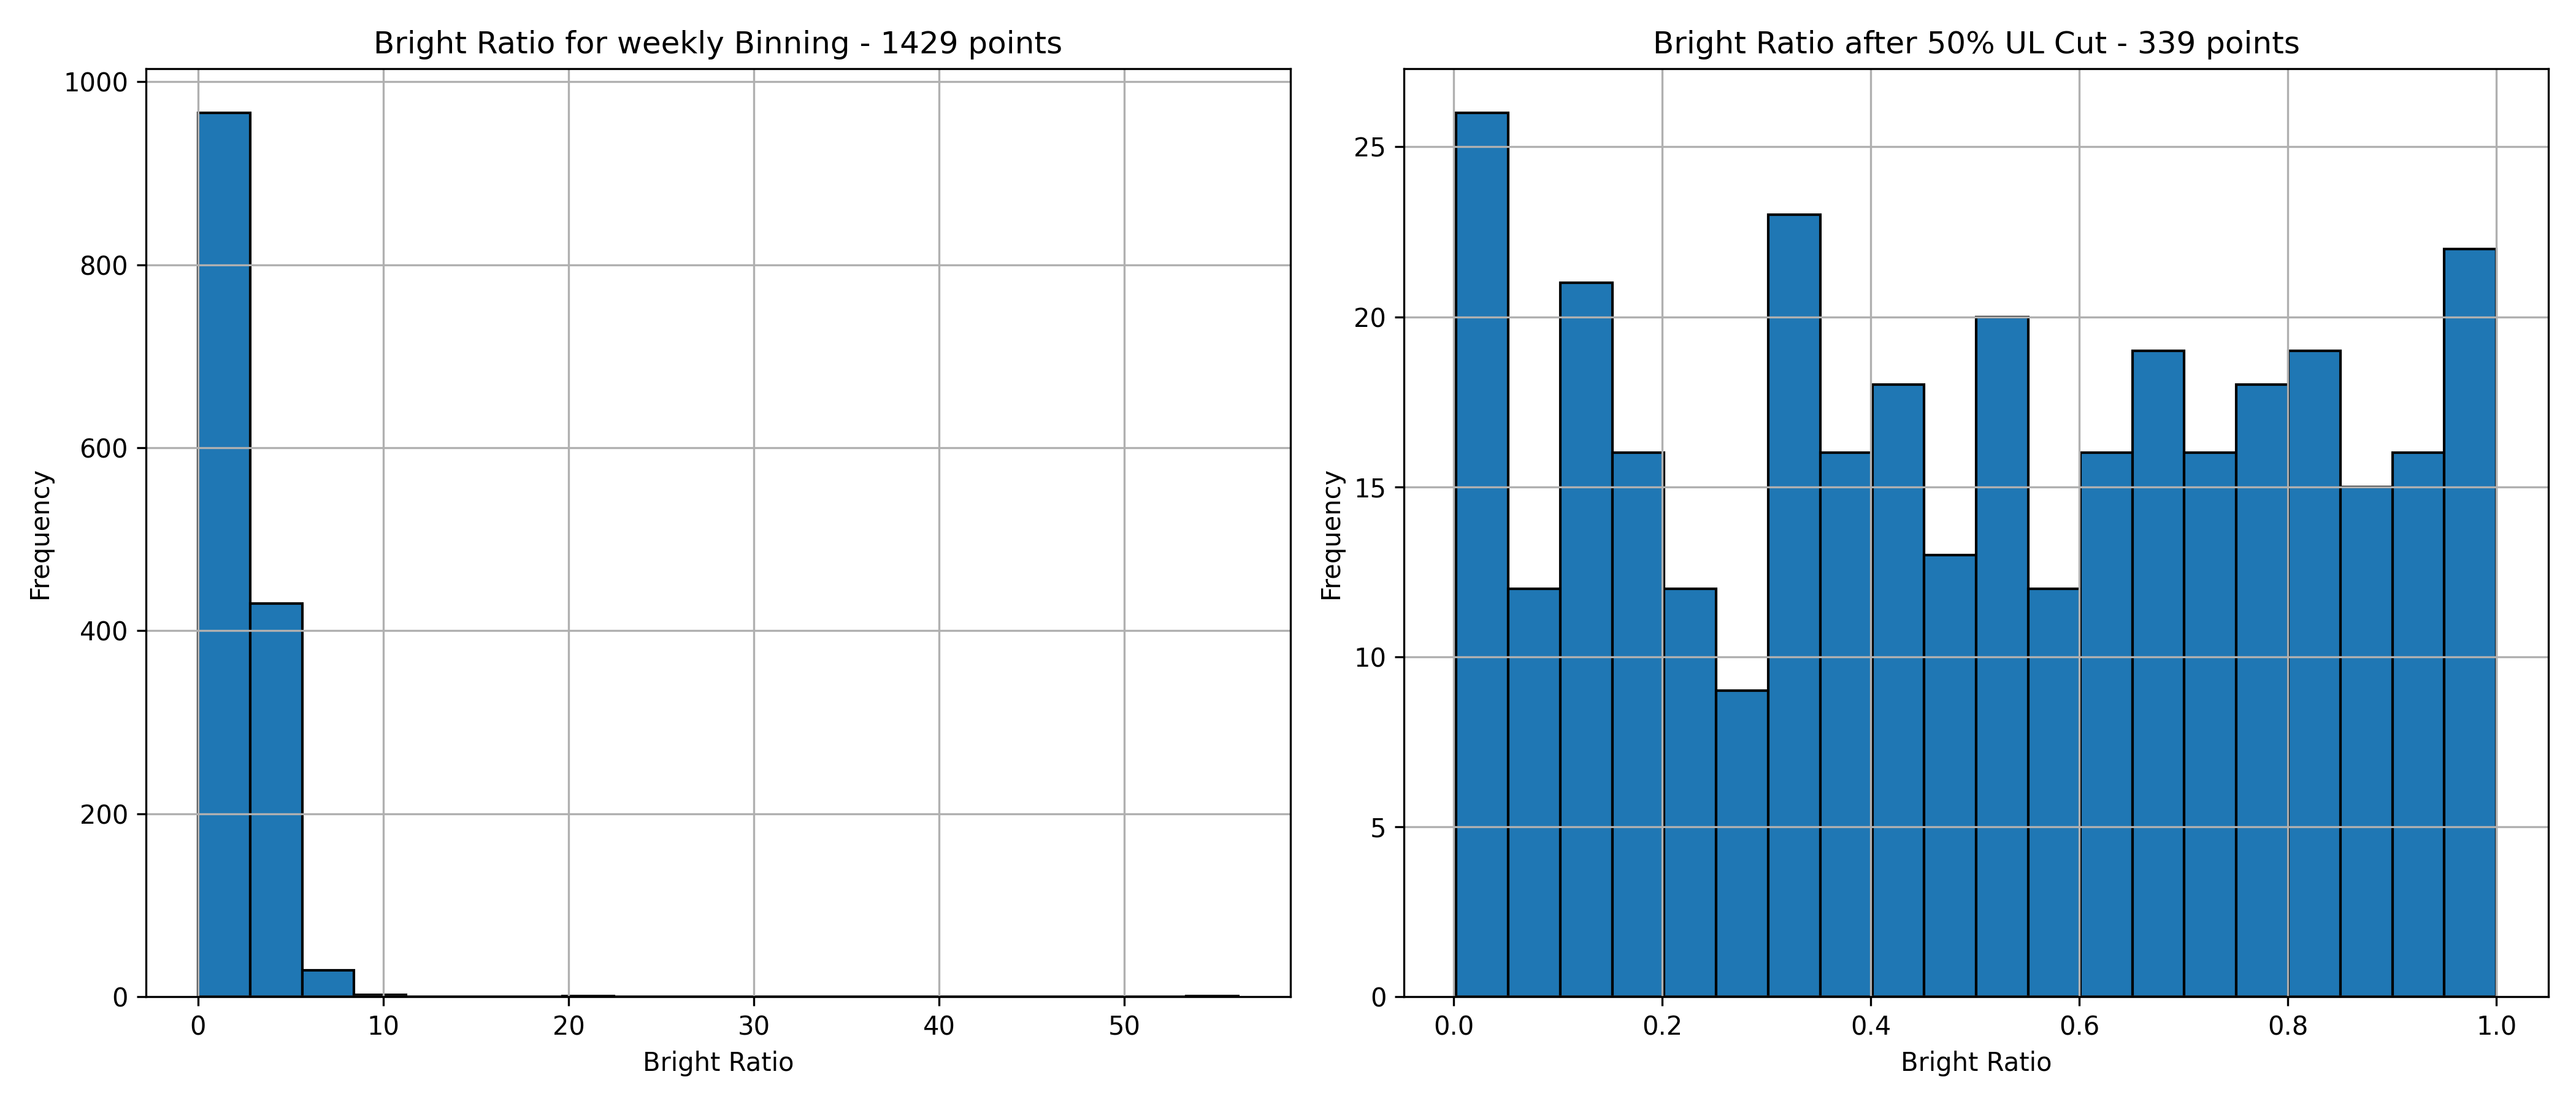 Bright Ratio for weekly Binning - 1429 points
1000
800
600
400
200
0
Frequency
0 10 20 30 40 50
Bright Ratio
Bright Ratio after 50% UL Cut - 339 points
25
20
15
10
5
0
Frequency
0.0 0.2 0.4 0.6 0.8 1.0
Bright Ratio